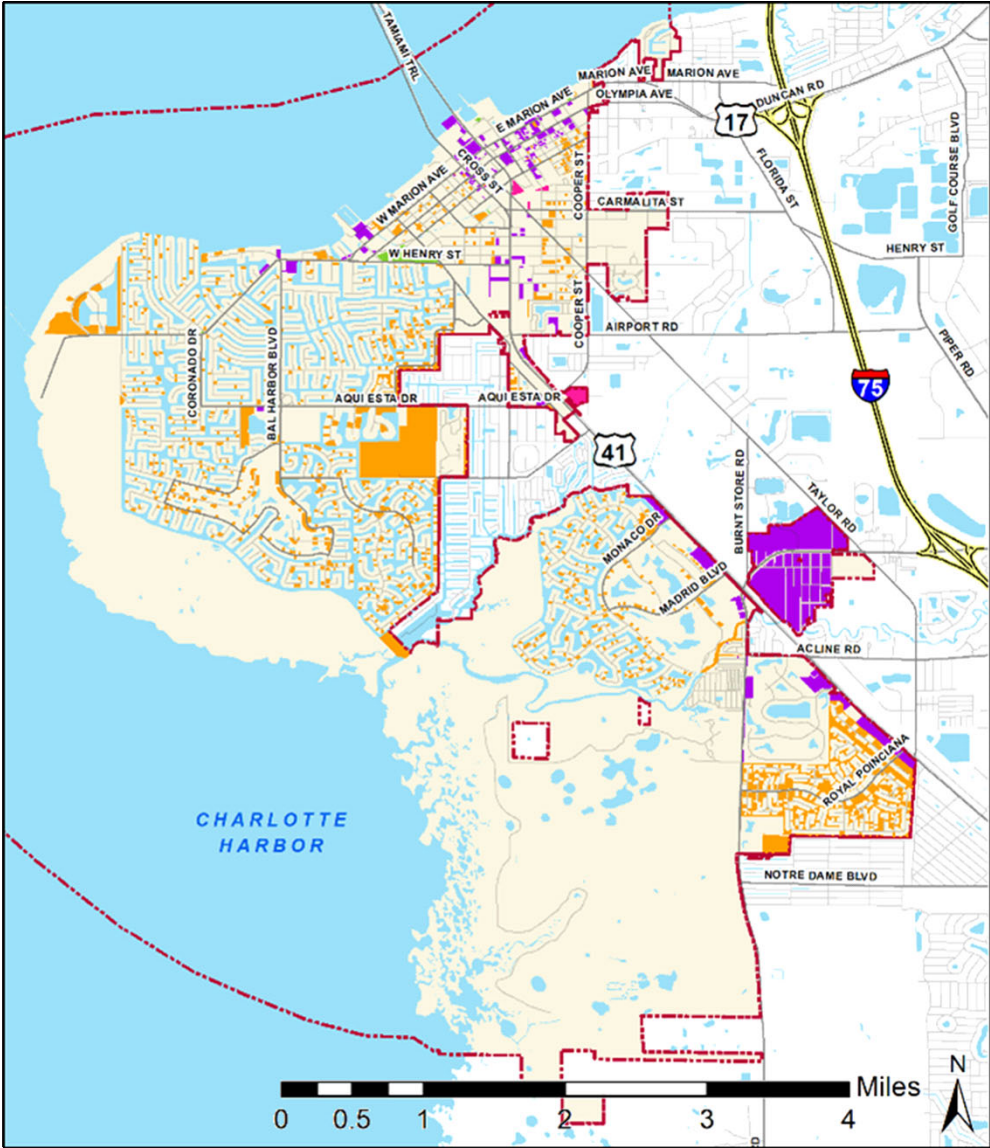 TAMIAMI TRL
MARION AVE
MARION AVE
OLYMPIA AVE
DUNCAN RD
E MARION AVE
17
CROSS ST
FLORIDA ST
GOLF COURSE BLVD
W MARION AVE
COOPER ST
CARMALITA ST
W HENRY ST
HENRY ST
COOPER ST
AIRPORT RD
PIPER RD
CORONADO DR
BAL HARBOR BLVD
75
AQUI ESTA DR
AQUI ESTA DR
41
BURNT STORE RD
TAYLOR RD
MONACO DR
MADRID BLVD
ACLINE RD
ROYAL POINCIANA
CHARLOTTE
HARBOR
NOTRE DAME BLVD
N
Miles
0 0.5 1 2 3 4